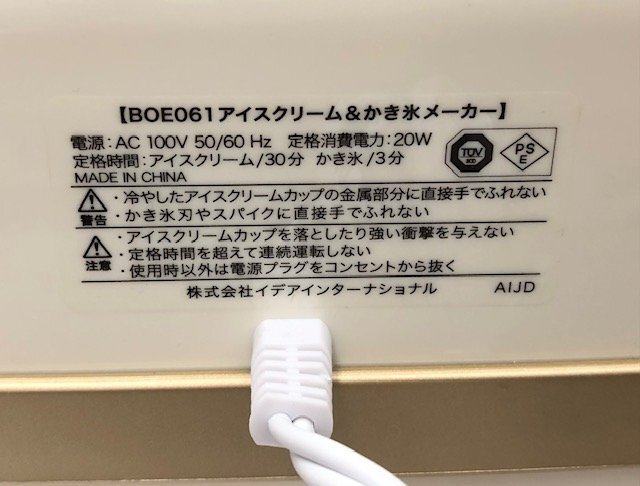 【BOE061アイスクリーム&かき氷メーカー】
電源:AC 100V 50/60 Hz 定格消費電力:20W
定格時間:アイスクリーム/30分 かき氷/3分
MADE IN CHINA
TÜV
PS
E
警告
・冷やしたアイスクリームカップの金属部分に直接手でふれない
・かき氷刃やスパイクに直接手でふれない
注意
・アイスクリームカップを落としたり強い衝撃を与えない
・定格時間を超えて連続運転しない
・使用時以外は電源プラグをコンセントから抜く
株式会社イデアインターナショナル AIJD